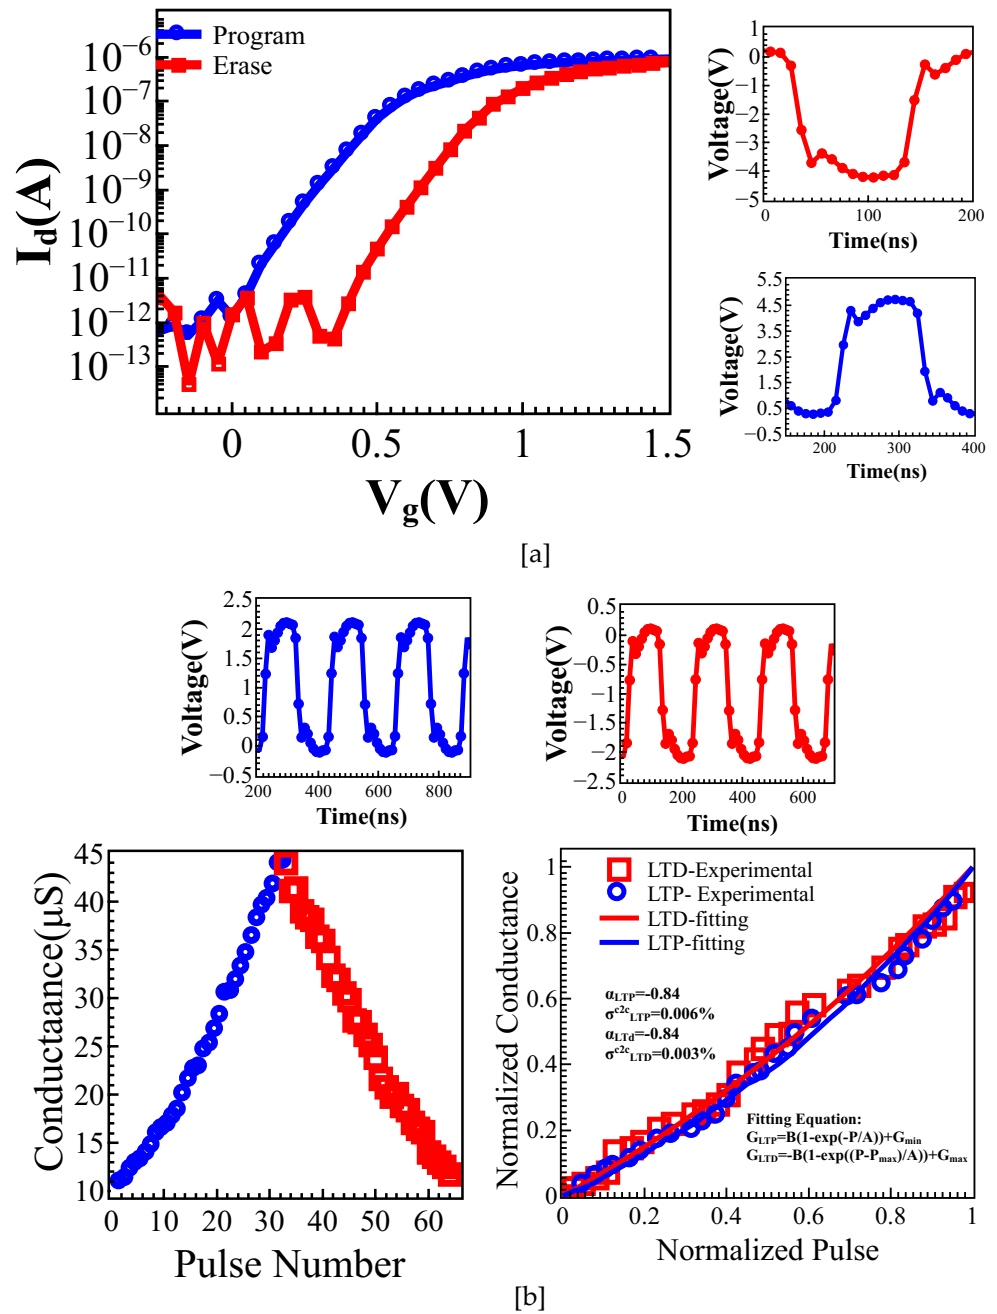 Program
Erase
10⁻⁶
10⁻⁷
10⁻⁸
10⁻⁹
10⁻¹⁰
10⁻¹¹
10⁻¹²
10⁻¹³
I_d(A)
0 0.5 1 1.5
V_g(V)
1
0
−1
−2
−3
−4
−5
Voltage(V)
0 100 200
Time(ns)
5.5
4.5
3.5
2.5
1.5
0.5
−0.5
Voltage(V)
200 300 400
Time(ns)
[a]
2.5
2
1.5
1
0.5
0
−0.5
Voltage(V)
200 400 600 800
Time(ns)
0.5
0
−0.5
−1
−1.5
−2
−2.5
Voltage(V)
0 200 400 600
Time(ns)
45
40
35
30
25
20
15
10
Conductaance(μS)
0 10 20 30 40 50 60
Pulse Number
1
0.8
0.6
0.4
0.2
0
Normalized Conductance
LTD-Experimental
LTP- Experimental
LTD-fitting
LTP-fitting
α_LTP=-0.84
σ^c2c_LTP=0.006%
α_LTd=-0.84
σ^c2c_LTD=0.003%
Fitting Equation:
G_LTP=B(1-exp(-P/A))+G_min
G_LTD=-B(1-exp((P-P_max)/A))+G_max
0 0.2 0.4 0.6 0.8 1
Normalized Pulse
[b]